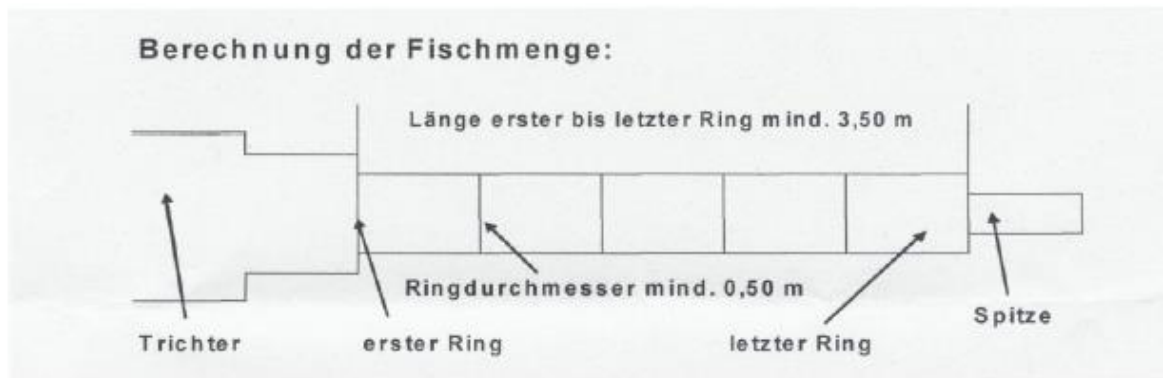 Berechnung der Fischmenge:
Länge erster bis letzter Ring mind. 3,50 m
Ringdurchmesser mind. 0,50 m
Spitze
Trichter
erster Ring
letzter Ring